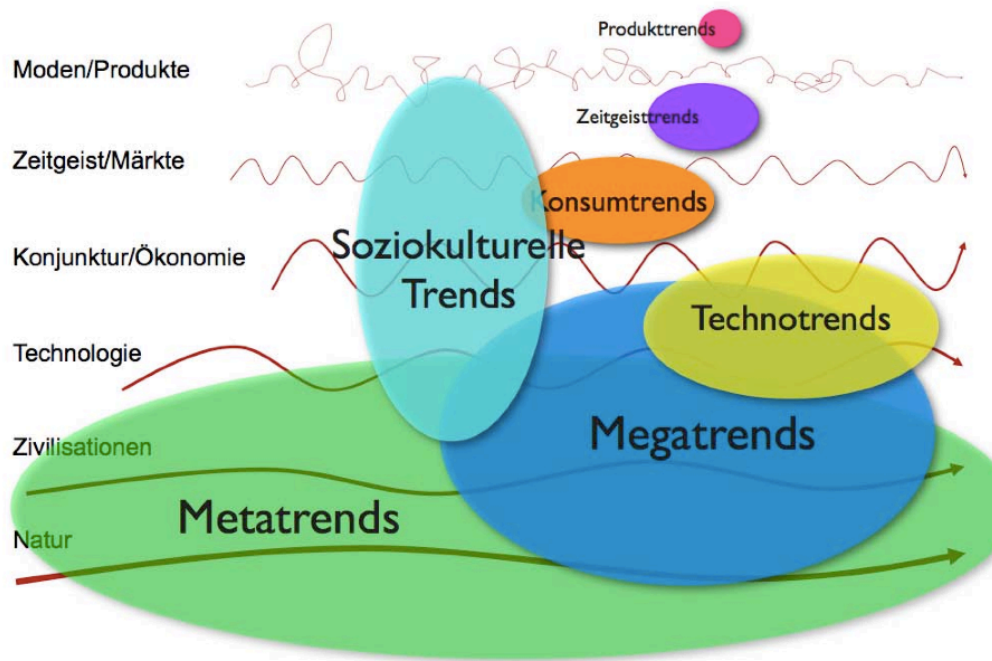 Produkttrends
Moden/Produkte
Zeitgeisttrends
Zeitgeist/Märkte
Konsumtrends
Konjunktur/Ökonomie
Soziokulturelle
Trends
Technotrends
Technologie
Megatrends
Zivilisationen
Metatrends
Natur